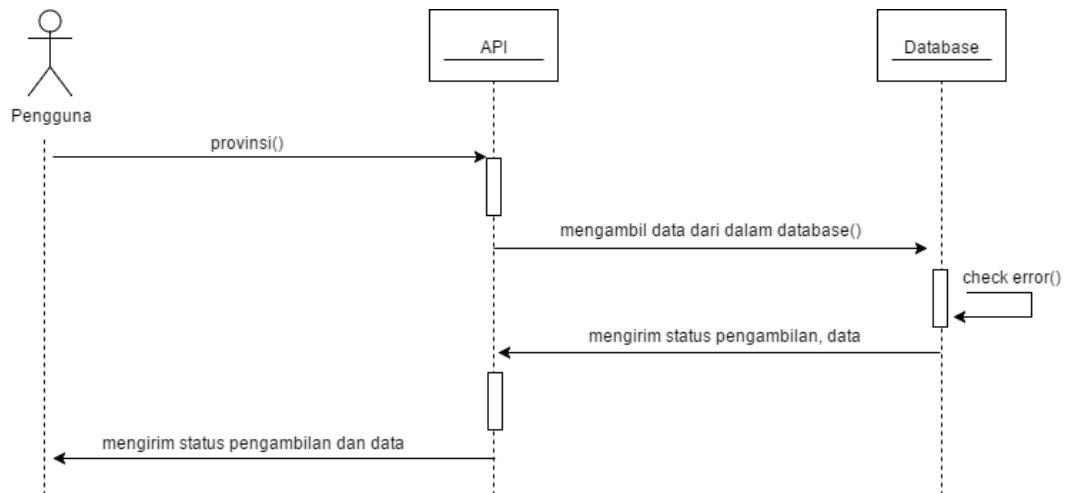 API
Database
Pengguna
provinsi()
mengambil data dari dalam database()
check error()
mengirim status pengambilan, data
mengirim status pengambilan dan data